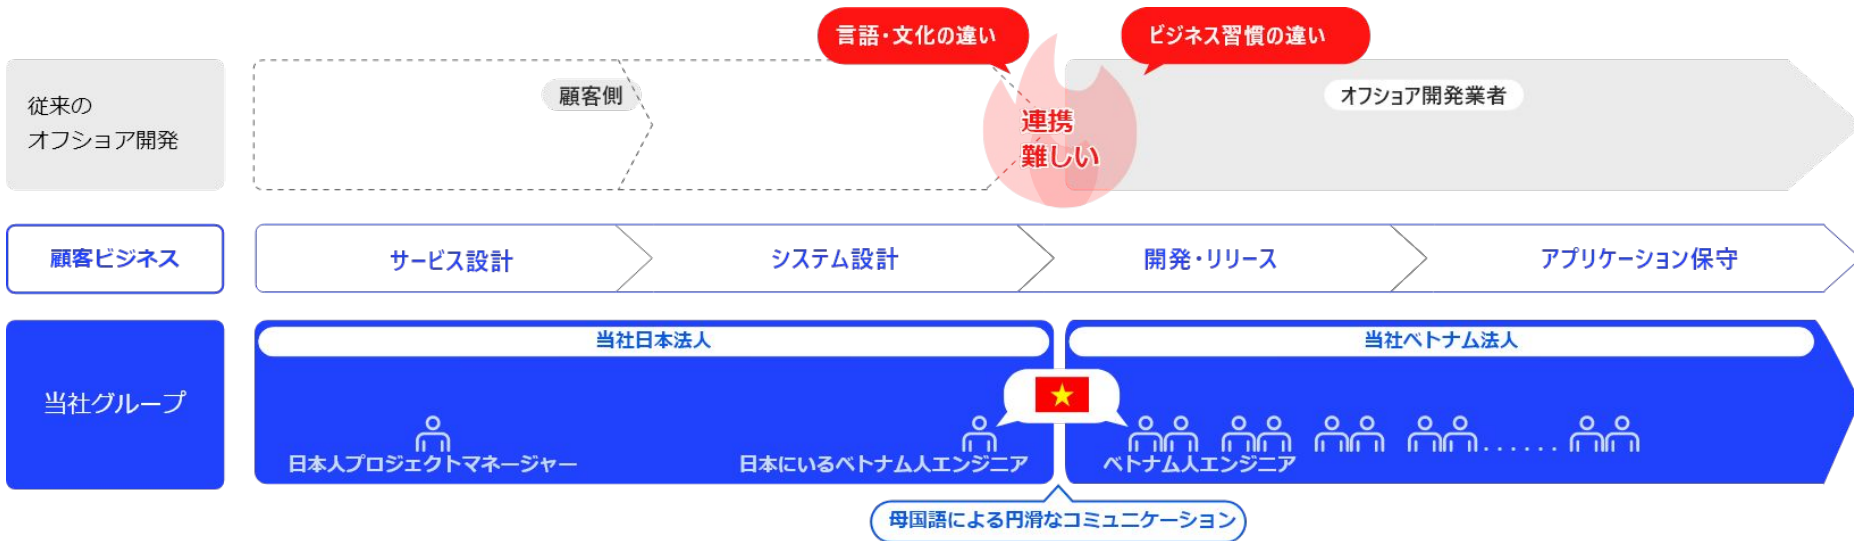 言語・文化の違い
ビジネス習慣の違い
従来の
オフショア開発
顧客側
連携
難しい
オフショア開発業者
顧客ビジネス
サービス設計
システム設計
開発・リリース
アプリケーション保守
当社グループ
当社日本法人
当社ベトナム法人
日本人プロジェクトマネージャー
日本にいるベトナム人エンジニア
ベトナム人エンジニア
......
母国語による円滑なコミュニケーション